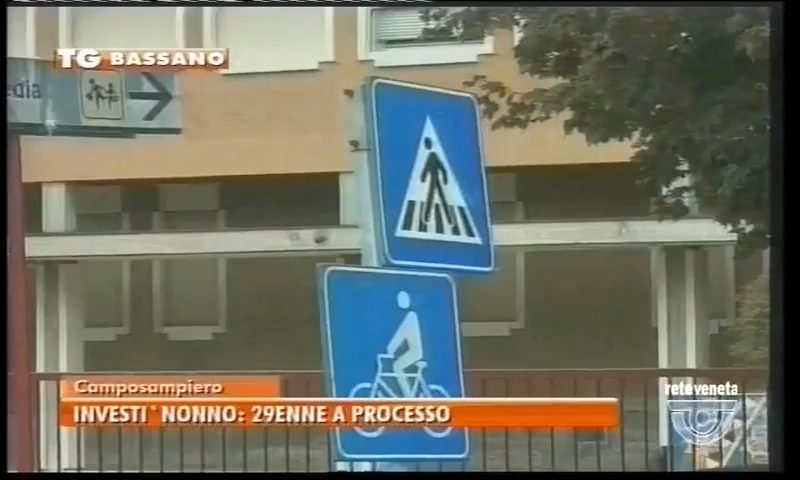 TG BASSANO
edia
Camposampiero
INVESTI` NONNO: 29ENNE A PROCESSO
reteveneta